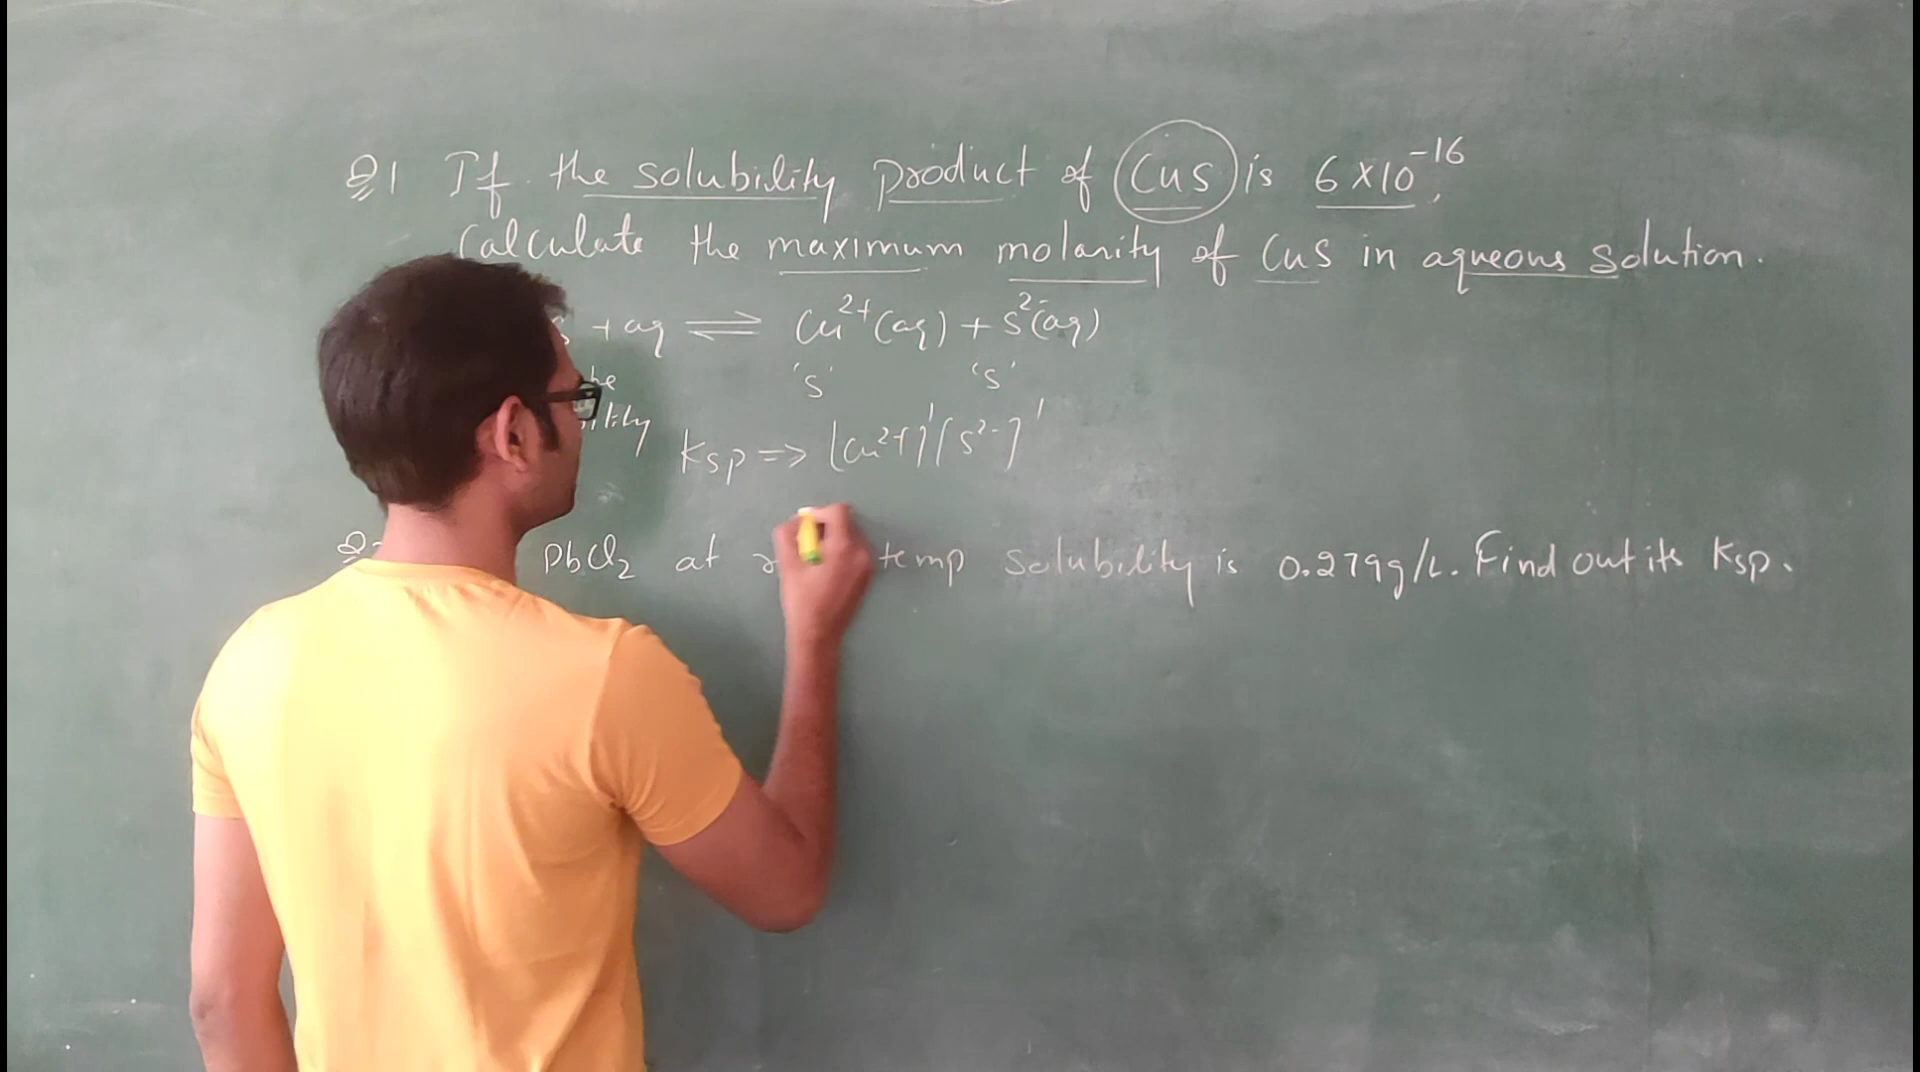 Q1 If the solubility product of CuS is 6×10⁻¹⁶,
Calculate the maximum molarity of CuS in aqueous solution.
+ aq ⇌ Cu²⁺(aq) + S²⁻(aq)
's' 's'
Ksp => [Cu²⁺]¹[S²⁻]¹
PbCl₂ at temp solubility is 0.279g/L. Find out its Ksp.